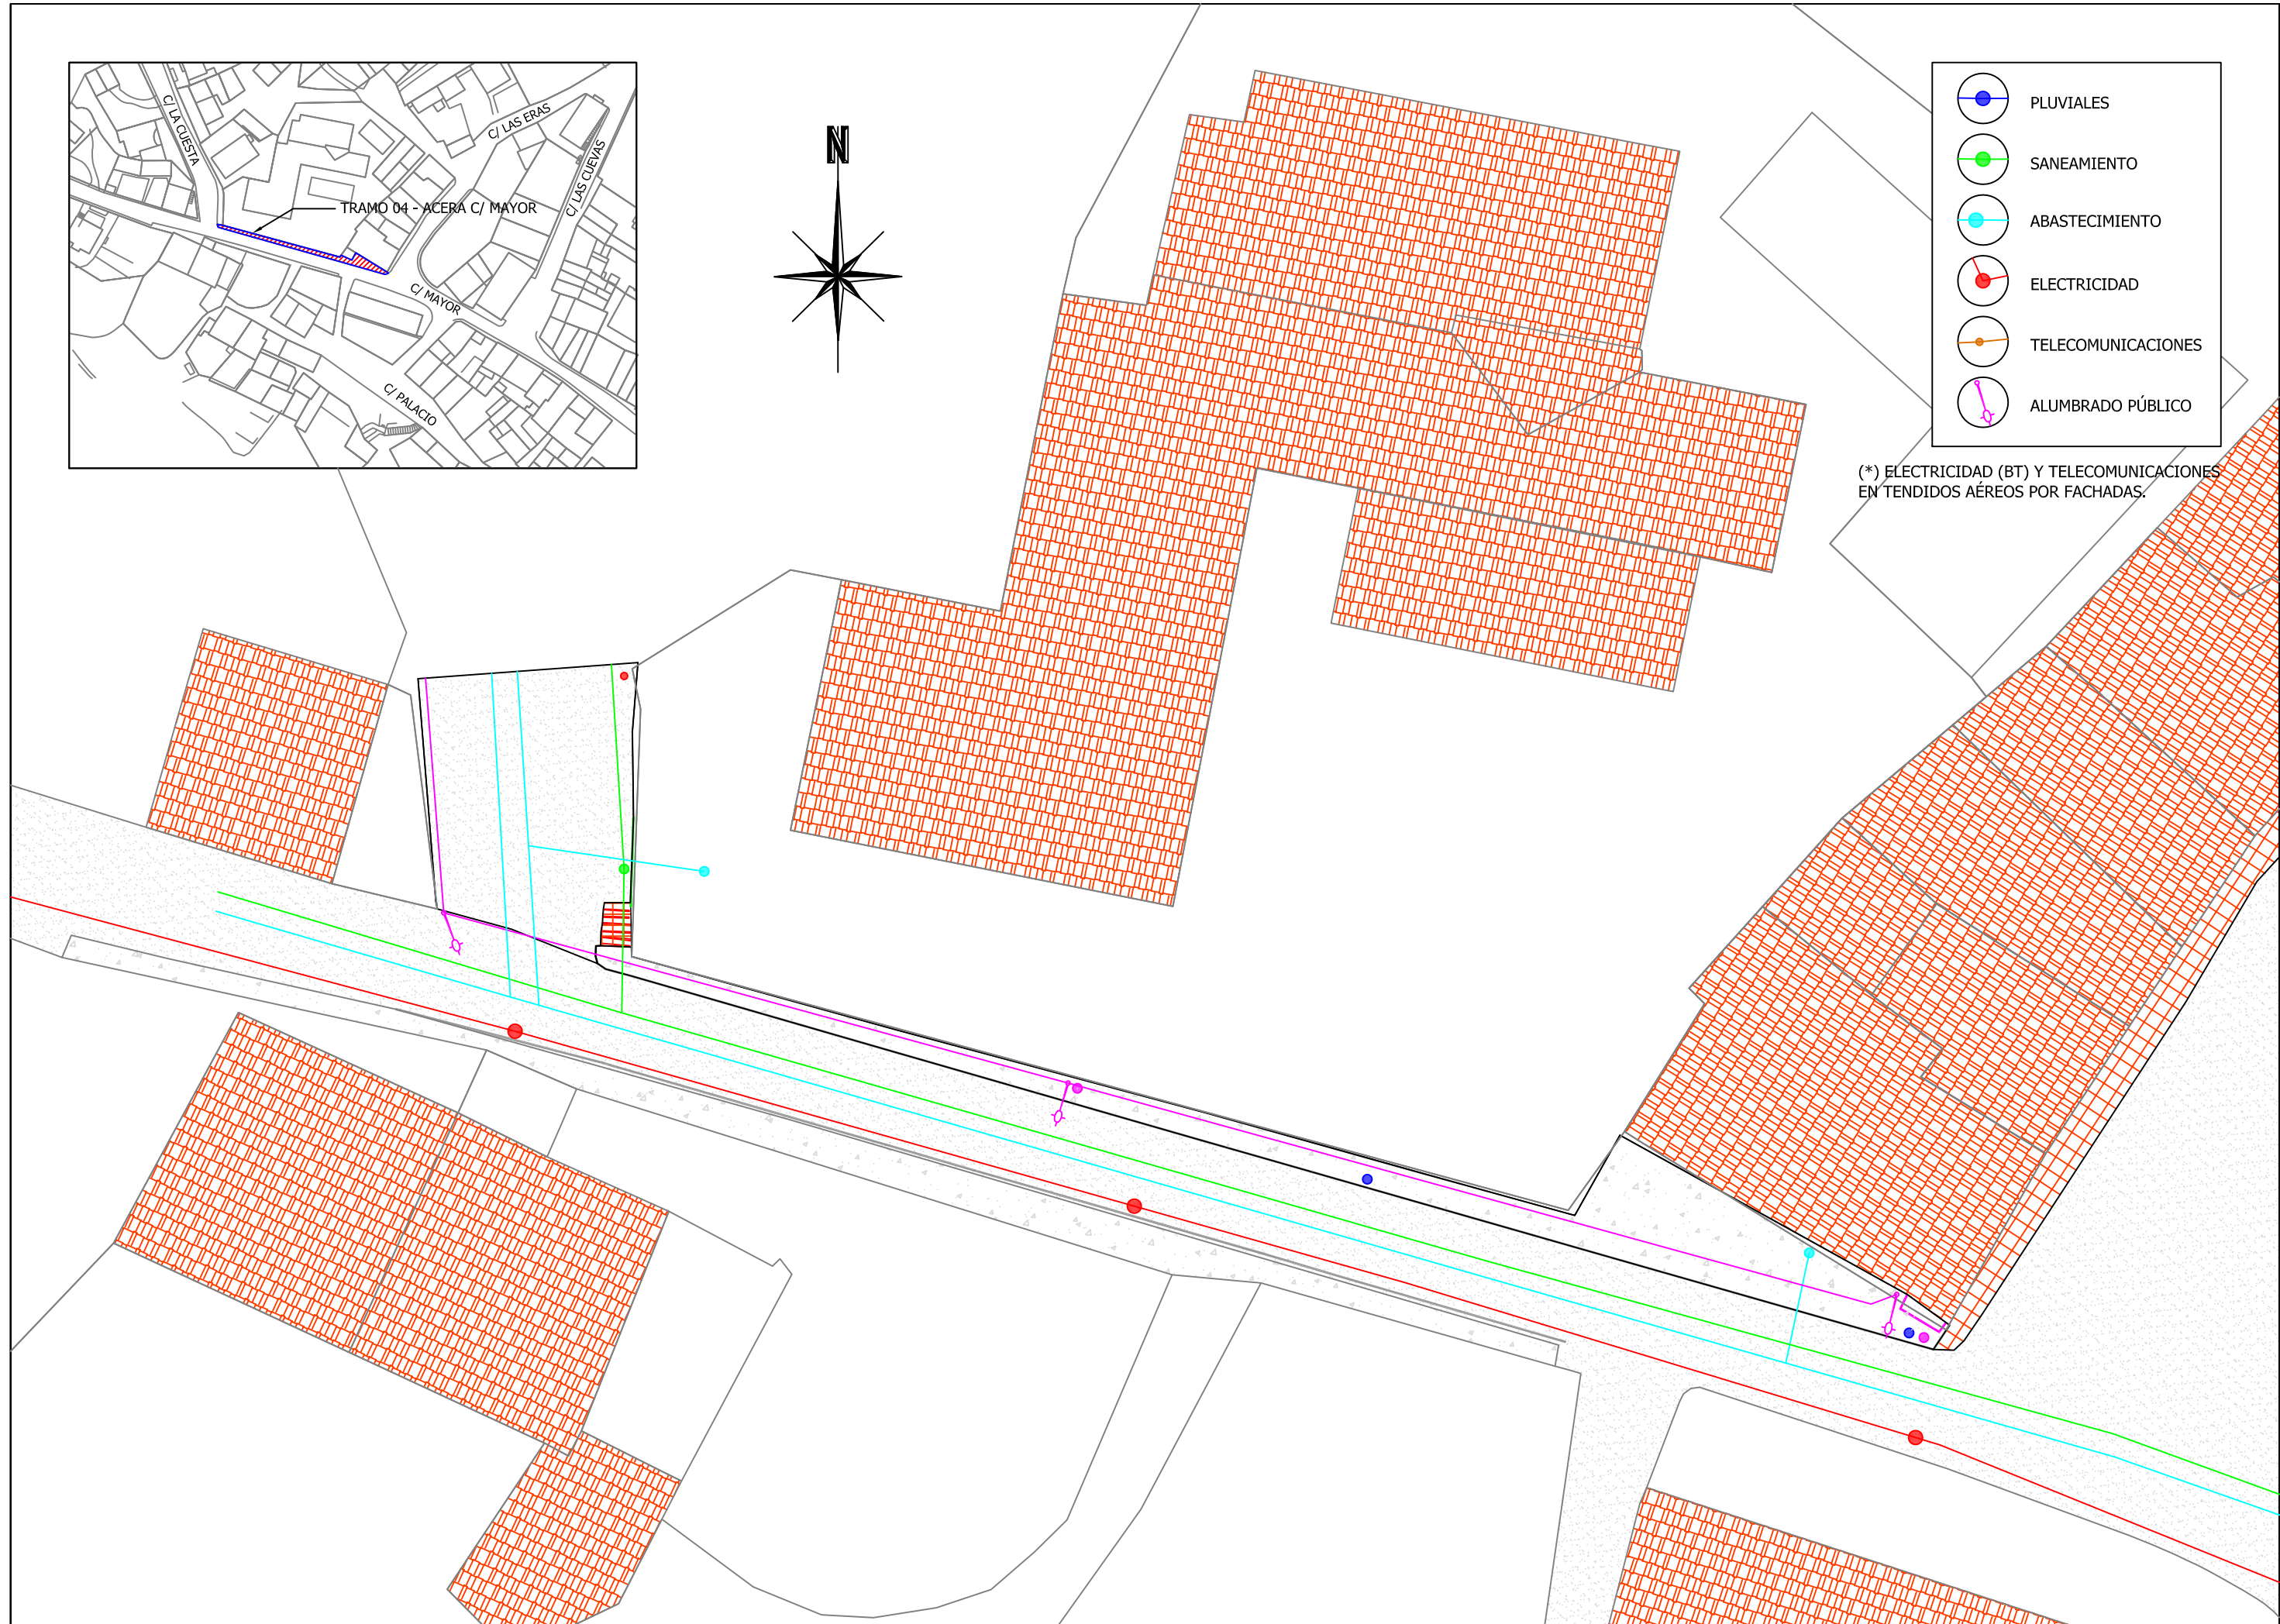 C/ LA CUESTA
C/ LAS ERAS
C/ LAS CUEVAS
TRAMO 04 - ACERA C/ MAYOR
C/ MAYOR
C/ PALACIO
N
PLUVIALES
SANEAMIENTO
ABASTECIMIENTO
ELECTRICIDAD
TELECOMUNICACIONES
ALUMBRADO PÚBLICO
(*) ELECTRICIDAD (BT) Y TELECOMUNICACIONES
EN TENDIDOS AÉREOS POR FACHADAS.